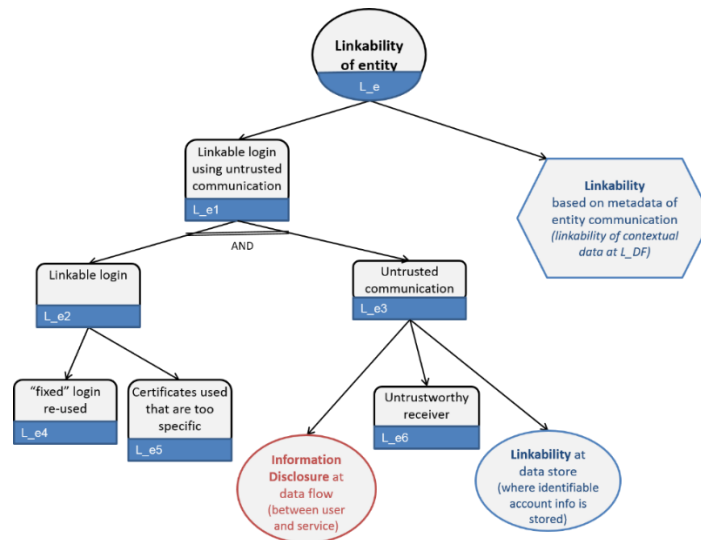 Linkability
of entity
L_e
Linkable login
using untrusted
communication
L_e1
Linkability
based on metadata of
entity communication
(linkability of contextual
data at L_DF)
AND
Linkable login
L_e2
Untrusted
communication
L_e3
“fixed” login
re-used
L_e4
Certificates used
that are too
specific
L_e5
Untrustworthy
receiver
L_e6
Information
Disclosure at
data flow
(between user
and service)
Linkability at
data store
(where identifiable
account info is
stored)